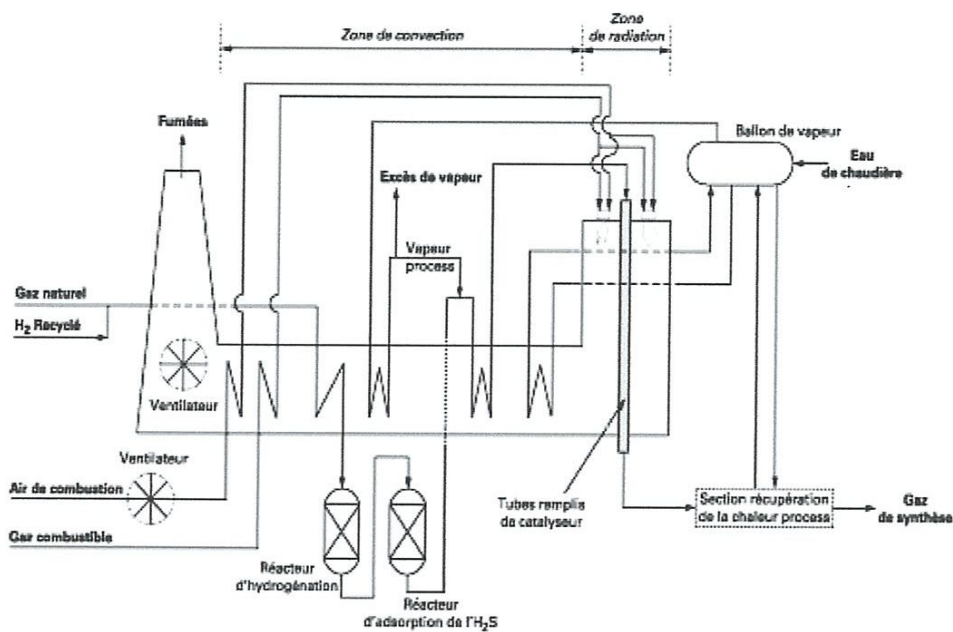 Zone de convection
Zone
de radiation
Fumées
Ballon de vapeur
Eau
de chaudière
Excès de vapeur
Vapeur
process
Gaz naturel
H₂ Recyclé
Ventilateur
Ventilateur
Air de combustion
Gaz combustible
Tubes remplis
de catalyseur
Section récupération
de la chaleur process
Gaz
de synthèse
Réacteur
d'hydrogénation
Réacteur
d'adsorption de l'H₂S